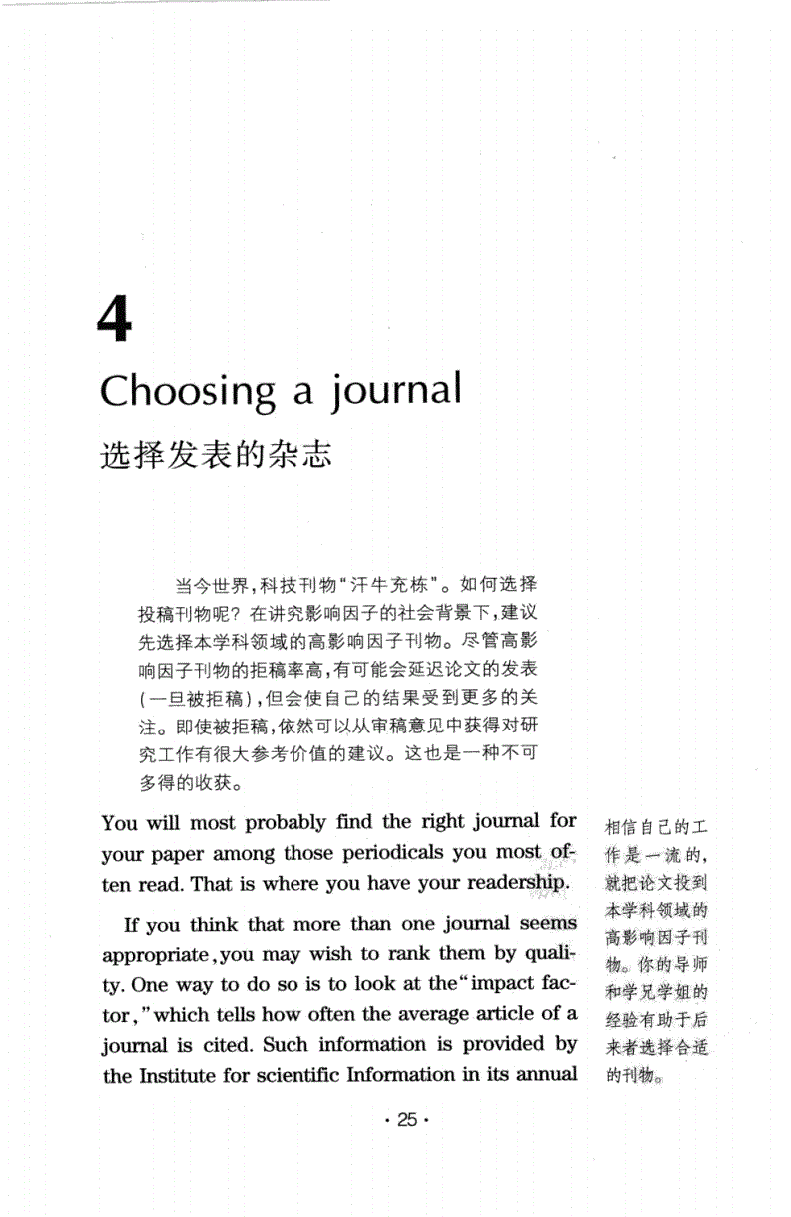 4
Choosing a journal
选择发表的杂志
当今世界,科技刊物“汗牛充栋”。如何选择
投稿刊物呢？在讲究影响因子的社会背景下,建议
先选择本学科领域的高影响因子刊物。尽管高影
响因子刊物的拒稿率高,有可能会延迟论文的发表
(一旦被拒稿),但会使自己的结果受到更多的关
注。即使被拒稿,依然可以从审稿意见中获得对研
究工作有很大参考价值的建议。这也是一种不可
多得的收获。
You will most probably find the right journal for
your paper among those periodicals you most of-
ten read. That is where you have your readership.
If you think that more than one journal seems
appropriate,you may wish to rank them by quali-
ty. One way to do so is to look at the“impact fac-
tor,”which tells how often the average article of a
journal is cited. Such information is provided by
the Institute for scientific Information in its annual
相信自己的工
作是一流的,
就把论文投到
本学科领域的
高影响因子刊
物。你的导师
和学兄学姐的
经验有助于后
来者选择合适
的刊物。
·25·